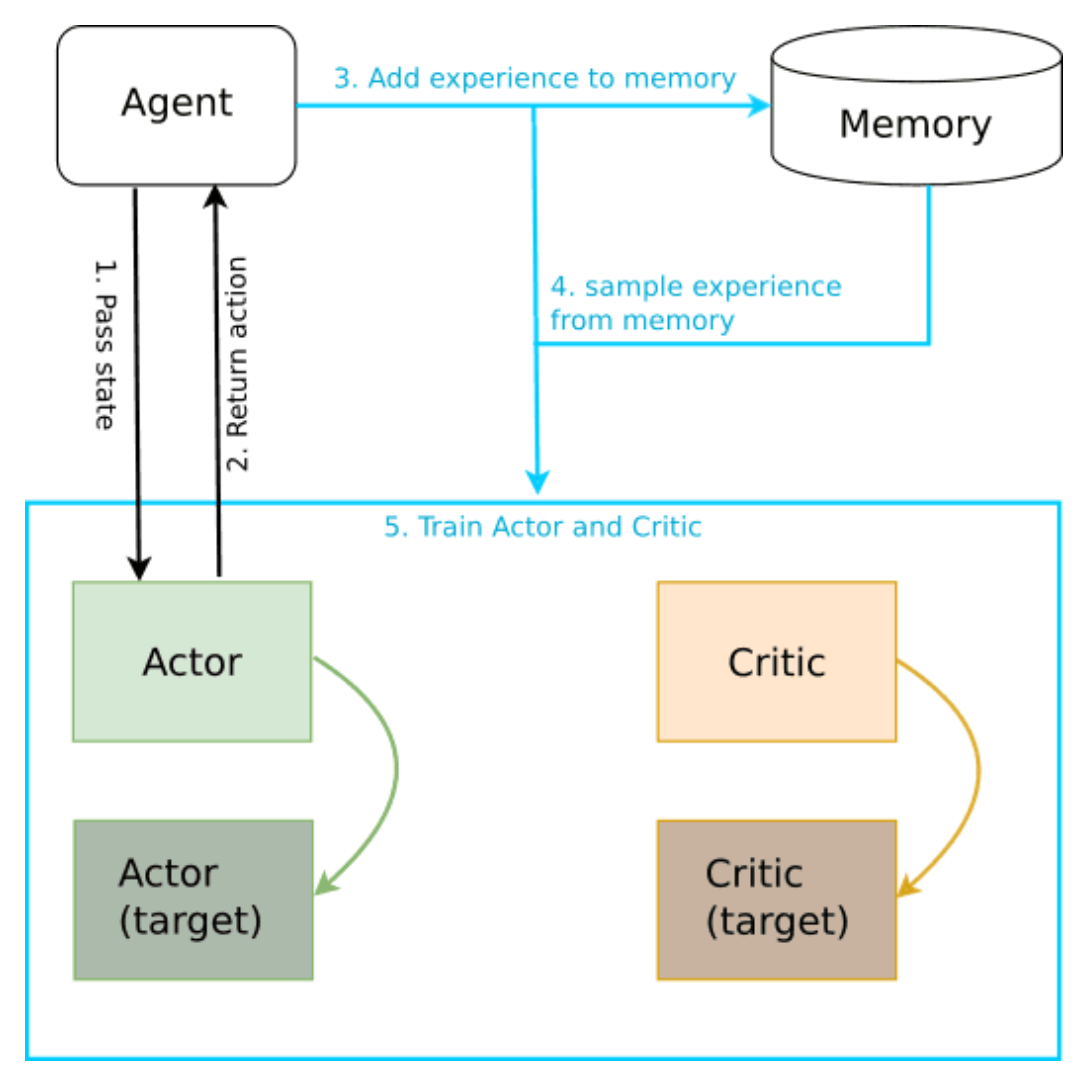 Agent
3. Add experience to memory
Memory
1. Pass state
2. Return action
4. sample experience
from memory
5. Train Actor and Critic
Actor
Critic
Actor
(target)
Critic
(target)